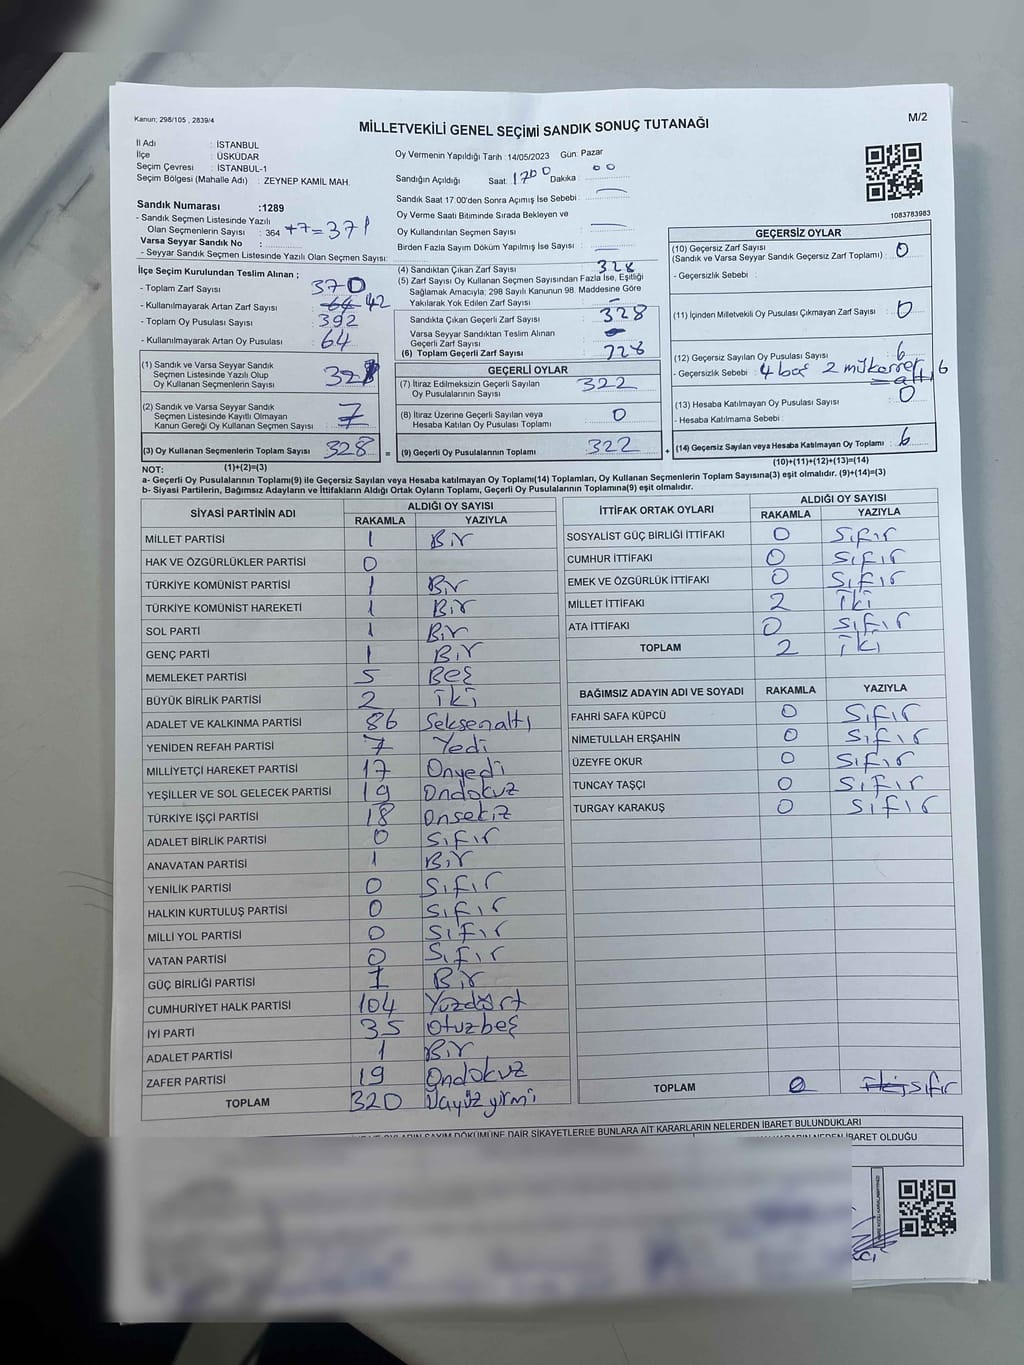 Kanun; 298/105 , 2839/4
MİLLETVEKİLİ GENEL SEÇİMİ SANDIK SONUÇ TUTANAĞI
M/2
İl Adı : İSTANBUL
İlçe : ÜSKÜDAR
Seçim Çevresi : İSTANBUL-1
Seçim Bölgesi (Mahalle Adı) : ZEYNEP KAMİL MAH.
Sandık Numarası :1289
- Sandık Seçmen Listesinde Yazılı
Olan Seçmenlerin Sayısı : 364 +7=371
Varsa Seyyar Sandık No :
- Seyyar Sandık Seçmen Listesinde Yazılı Olan Seçmen Sayısı:
Oy Vermenin Yapıldığı Tarih : 14/05/2023 Gün: Pazar
Sandığın Açıldığı Saat: 1700 Dakika : 00
Sandık Saat 17.00'den Sonra Açımış İse Sebebi :
Oy Verme Saati Bitiminde Sırada Bekleyen ve
Oy Kullandırılan Seçmen Sayısı :
Birden Fazla Sayım Döküm Yapılmış İse Sayısı :
1083783983
İlçe Seçim Kurulundan Teslim Alınan ;
- Toplam Zarf Sayısı : 370
- Kullanılmayarak Artan Zarf Sayısı : 64 42
- Toplam Oy Pusulası Sayısı : 392
- Kullanılmayarak Artan Oy Pusulası : 64
(1) Sandık ve Varsa Seyyar Sandık
Seçmen Listesinde Yazılı Olup
Oy Kullanan Seçmenlerin Sayısı :
(2) Sandık ve Varsa Seyyar Sandık
Seçmen Listesinde Kayıtlı Olmayan
Kanun Gereği Oy Kullanan Seçmen Sayısı : 7
(3) Oy Kullanan Seçmenlerin Toplam Sayısı : 328 =
(4) Sandıktan Çıkan Zarf Sayısı : 328
(5) Zarf Sayısı Oy Kullanan Seçmen Sayısından Fazla İse, Eşitliği
Sağlamak Amacıyla; 298 Sayılı Kanunun 98. Maddesine Göre
Yakılarak Yok Edilen Zarf Sayısı : -
Sandıkta Çıkan Geçerli Zarf Sayısı : 328
Varsa Seyyar Sandıktan Teslim Alınan
Geçerli Zarf Sayısı :
(6) Toplam Geçerli Zarf Sayısı : 728
GEÇERLİ OYLAR
(7) İtiraz Edilmeksizin Geçerli Sayılan
Oy Pusulalarının Sayısı : 322
(8) İtiraz Üzerine Geçerli Sayılan veya
Hesaba Katılan Oy Pusulası Toplamı : 0
(9) Geçerli Oy Pusulalarının Toplamı : 322 +
GEÇERSİZ OYLAR
(10) Geçersiz Zarf Sayısı
(Sandık ve Varsa Seyyar Sandık Geçersiz Zarf Toplamı) : 0
- Geçersizlik Sebebi :
(11) İçinden Milletvekili Oy Pusulası Çıkmayan Zarf Sayısı : 0
(12) Geçersiz Sayılan Oy Pusulası Sayısı : 6
- Geçersizlik Sebebi : 4 boş 2 mükerrer 6
(13) Hesaba Katılmayan Oy Pusulası Sayısı : 0
- Hesaba Katılmama Sebebi :
(14) Geçersiz Sayılan veya Hesaba Katılmayan Oy Toplamı : 6
NOT: (1)+(2)=(3)
(10)+(11)+(12)+(13)=(14)
a- Geçerli Oy Pusulalarının Toplamı(9) ile Geçersiz Sayılan veya Hesaba katılmayan Oy Toplamı(14) Toplamları, Oy Kullanan Seçmenlerin Toplam Sayısına(3) eşit olmalıdır. (9)+(14)=(3)
b- Siyasi Partilerin, Bağımsız Adayların ve İttifakların Aldığı Ortak Oyların Toplamı, Geçerli Oy Pusulalarının Toplamına(9) eşit olmalıdır.
SİYASİ PARTİNİN ADI ALDIĞI OY SAYISI
RAKAMLA YAZIYLA
MİLLET PARTİSİ 1 Bir
HAK VE ÖZGÜRLÜKLER PARTİSİ 0
TÜRKİYE KOMÜNİST PARTİSİ 1 Bir
TÜRKİYE KOMÜNİST HAREKETİ 1 Bir
SOL PARTİ 1 Bir
GENÇ PARTİ 1 Bir
MEMLEKET PARTİSİ 5 Beş
BÜYÜK BİRLİK PARTİSİ 2 iki
ADALET VE KALKINMA PARTİSİ 86 Seksenaltı
YENİDEN REFAH PARTİSİ 7 Yedi
MİLLİYETÇİ HAREKET PARTİSİ 17 Onyedi
YEŞİLLER VE SOL GELECEK PARTİSİ 19 Ondokuz
TÜRKİYE İŞÇİ PARTİSİ 18 Onsekiz
ADALET BİRLİK PARTİSİ 0 Sıfır
ANAVATAN PARTİSİ 1 Bir
YENİLİK PARTİSİ 0 Sıfır
HALKIN KURTULUŞ PARTİSİ 0 Sıfır
MİLLİ YOL PARTİSİ 0 Sıfır
VATAN PARTİSİ 0 Sıfır
GÜÇ BİRLİĞİ PARTİSİ 1 Bir
CUMHURİYET HALK PARTİSİ 104 Yüzdört
İYİ PARTİ 35 otuzbeş
ADALET PARTİSİ 1 Bir
ZAFER PARTİSİ 19 Ondokuz
TOPLAM 320 Üçyüz yirmi
İTTİFAK ORTAK OYLARI ALDIĞI OY SAYISI
RAKAMLA YAZIYLA
SOSYALİST GÜÇ BİRLİĞİ İTTİFAKI 0 Sıfır
CUMHUR İTTİFAKI 0 Sıfır
EMEK VE ÖZGÜRLÜK İTTİFAKI 0 Sıfır
MİLLET İTTİFAKI 2 iki
ATA İTTİFAKI 0 Sıfır
TOPLAM 2 iki
BAĞIMSIZ ADAYIN ADI VE SOYADI RAKAMLA YAZIYLA
FAHRİ SAFA KÜPCÜ 0 Sıfır
NİMETULLAH ERŞAHİN 0 Sıfır
ÜZEYFE OKUR 0 Sıfır
TUNCAY TAŞÇI 0 Sıfır
TURGAY KARAKUŞ 0 Sıfır
TOPLAM 0 sıfır
OYLARIN SAYIM DÖKÜMÜNE DAİR ŞİKAYETLERLE BUNLARA AİT KARARLARIN NELERDEN İBARET BULUNDUKLARI
KARARIN NEDEN İBARET OLDUĞU